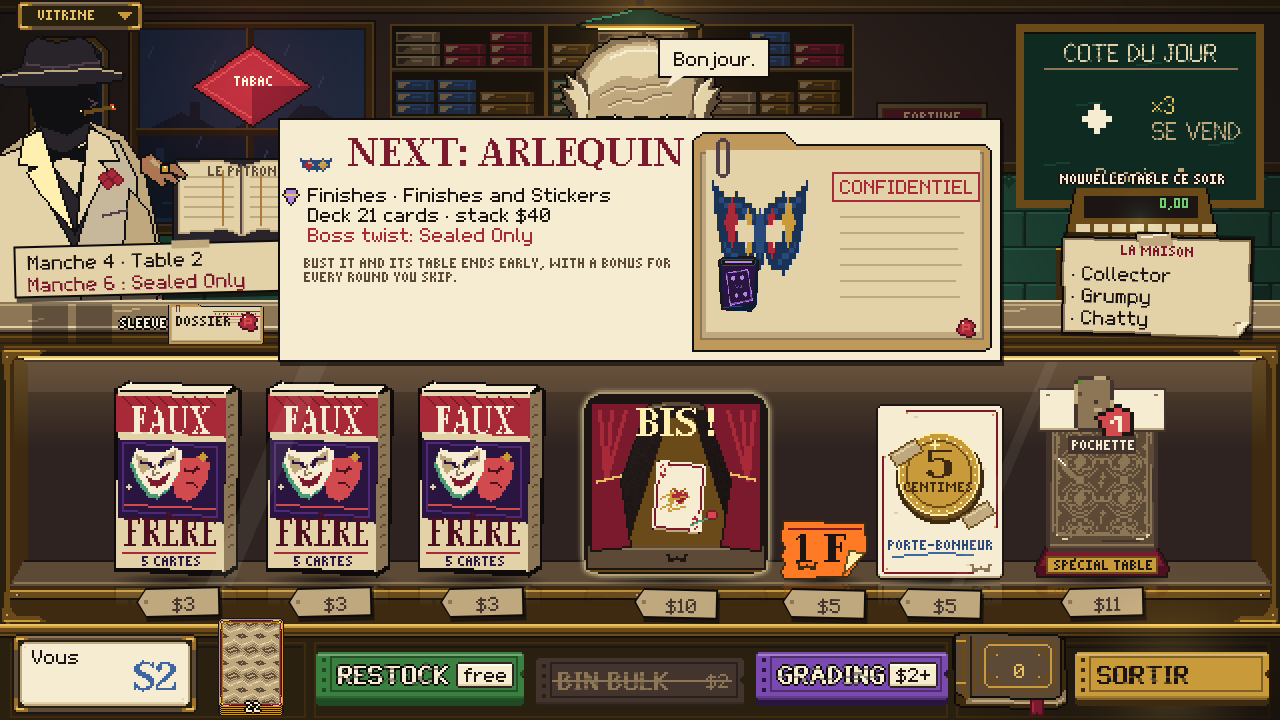 VITRINE
TABAC
Bonjour.
COTE DU JOUR
×3
SE VEND
NOUVELLE TABLE CE SOIR
0,00
LE PATRON
Manche 4 · Table 2
Manche 6 : Sealed Only
SLEEVE
DOSSIER
NEXT: ARLEQUIN
Finishes · Finishes and Stickers
Deck 21 cards · stack $40
Boss twist: Sealed Only
BUST IT AND ITS TABLE ENDS EARLY, WITH A BONUS FOR
EVERY ROUND YOU SKIP.
CONFIDENTIEL
LA MAISON
· Collector
· Grumpy
· Chatty
FAUX
FRERE
5 CARTES
FAUX
FRERE
5 CARTES
FAUX
FRERE
5 CARTES
BIS !
1 F
5
CENTIMES
PORTE-BONHEUR
1
POCHETTE
SPÉCIAL TABLE
$3
$3
$3
$10
$5
$5
$11
Vous
$2
22
RESTOCK free
BIN BULK $2
GRADING $2+
0
SORTIR